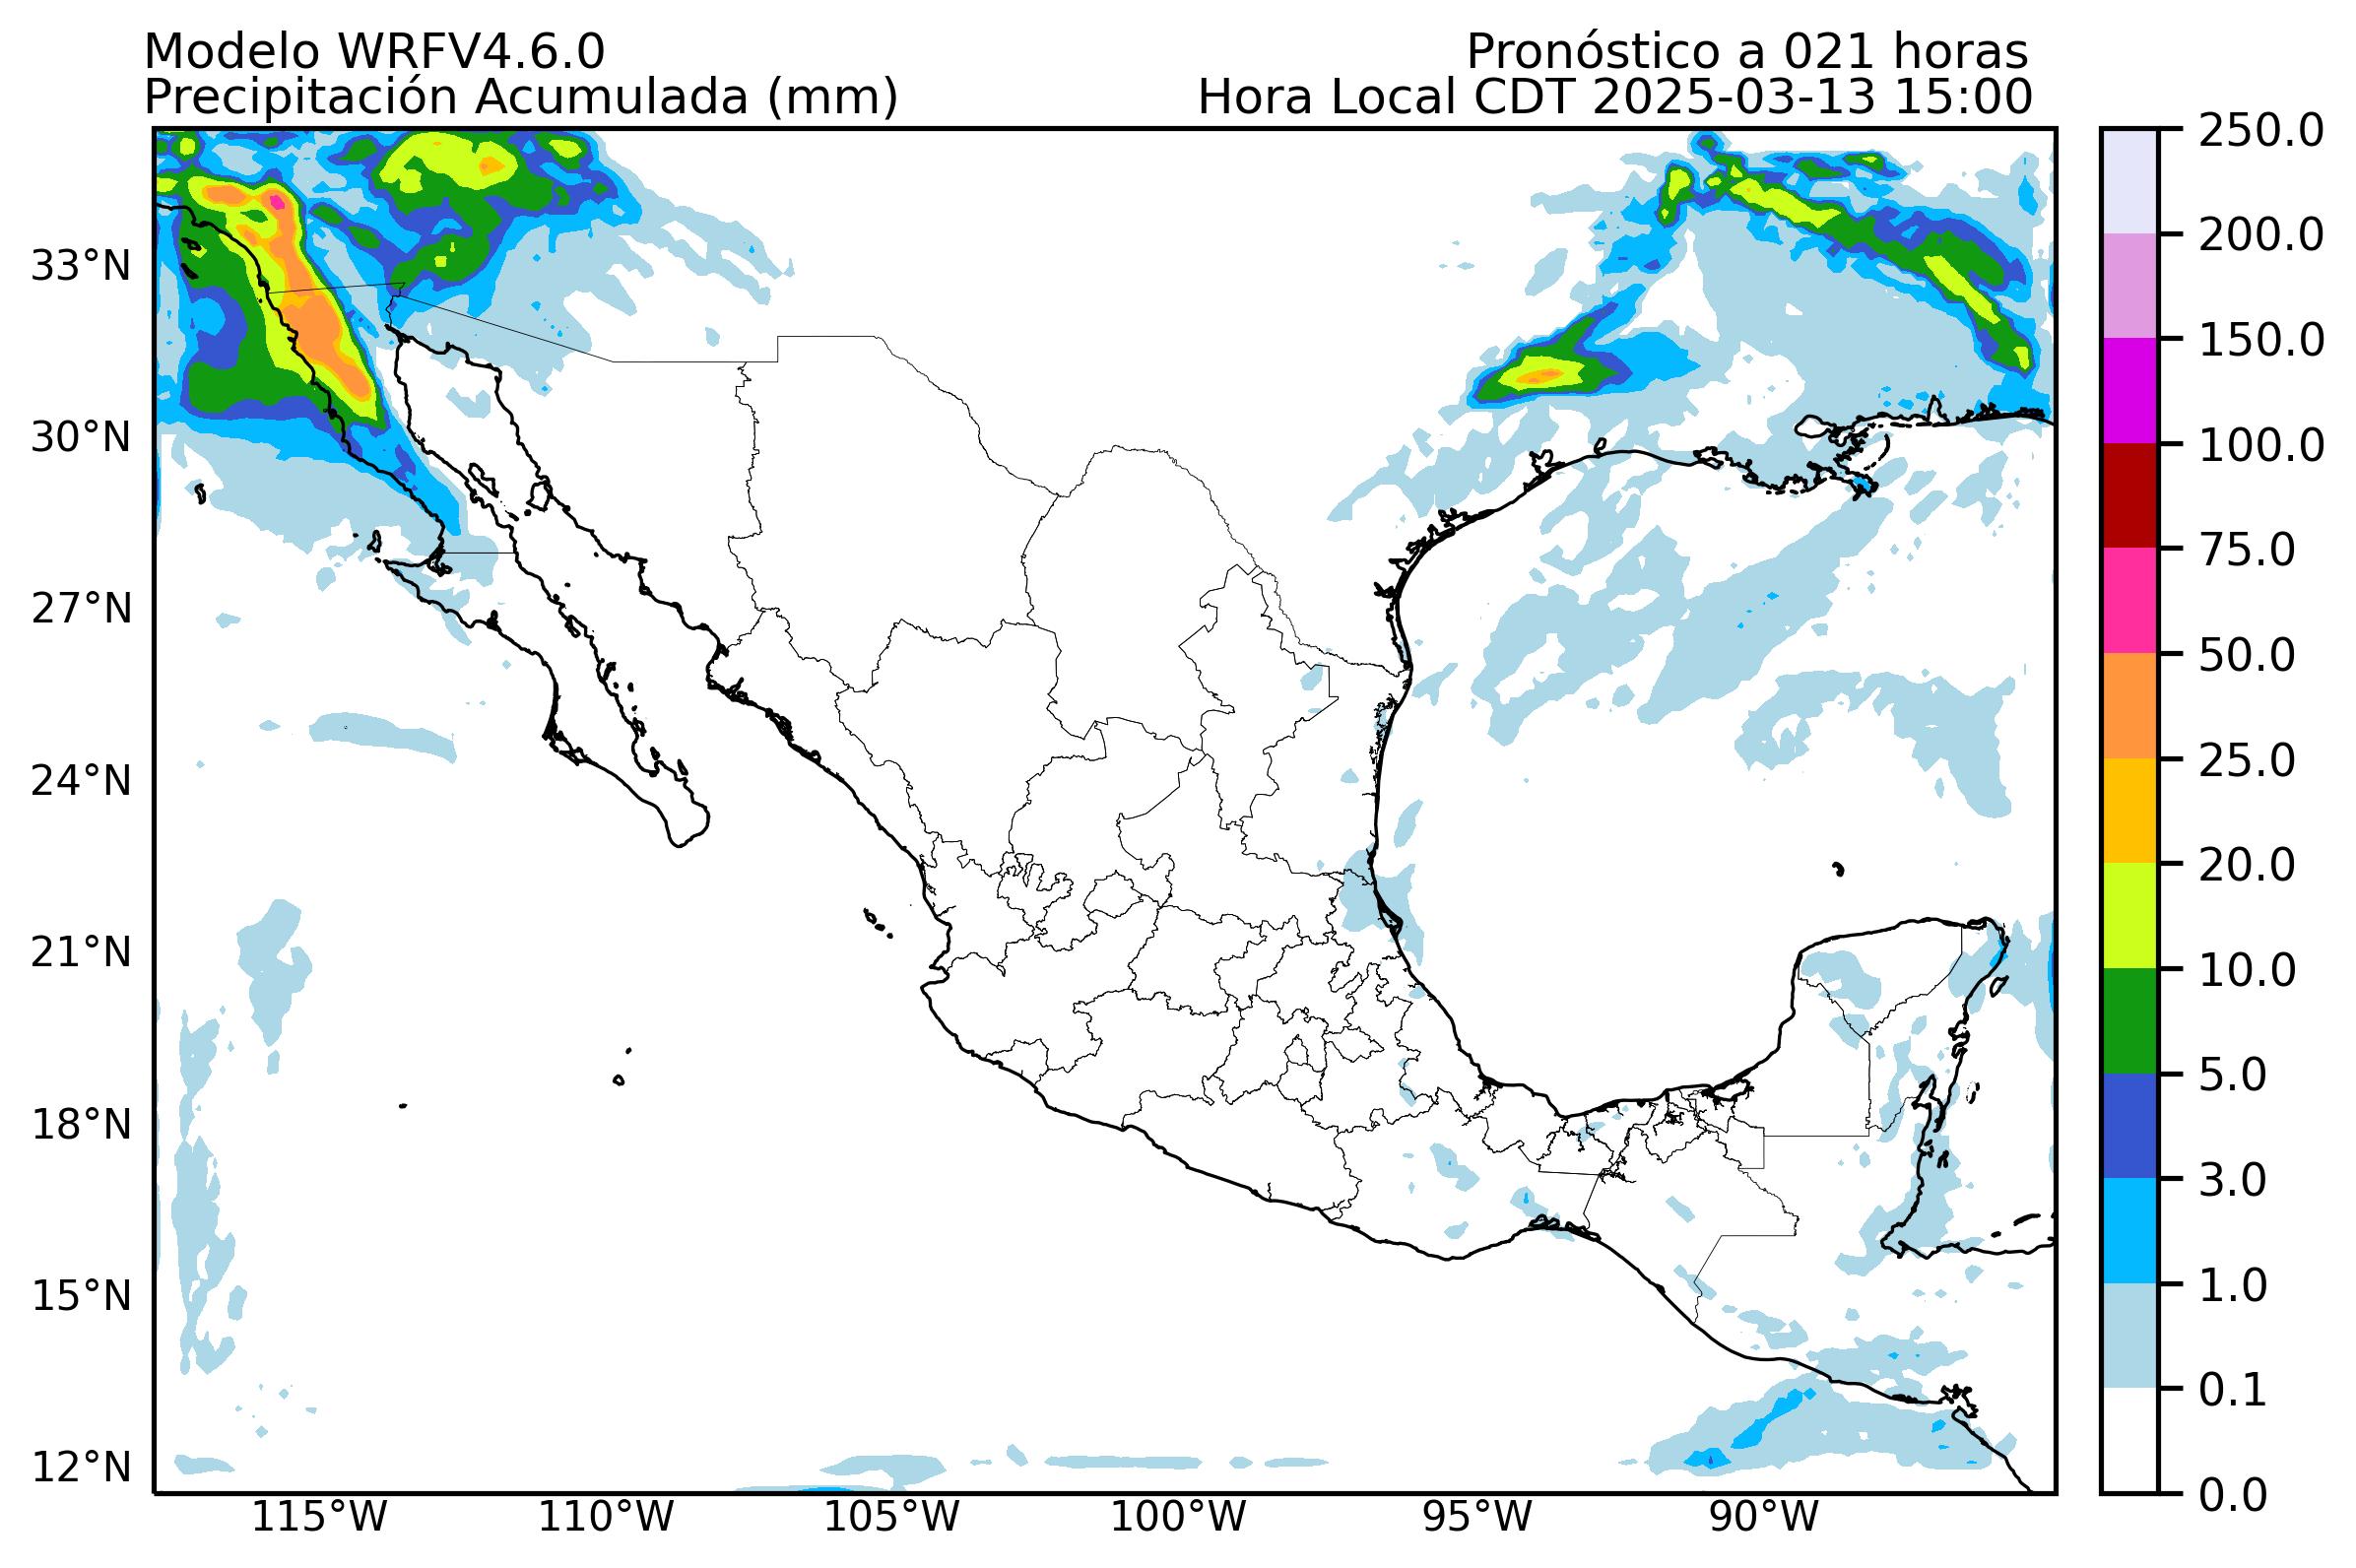 Modelo WRFV4.6.0
Pronóstico a 021 horas
Precipitación Acumulada (mm)
Hora Local CDT 2025-03-13 15:00
33°N
30°N
27°N
24°N
21°N
18°N
15°N
12°N
115°W
110°W
105°W
100°W
95°W
90°W
250.0
200.0
150.0
100.0
75.0
50.0
25.0
20.0
10.0
5.0
3.0
1.0
0.1
0.0